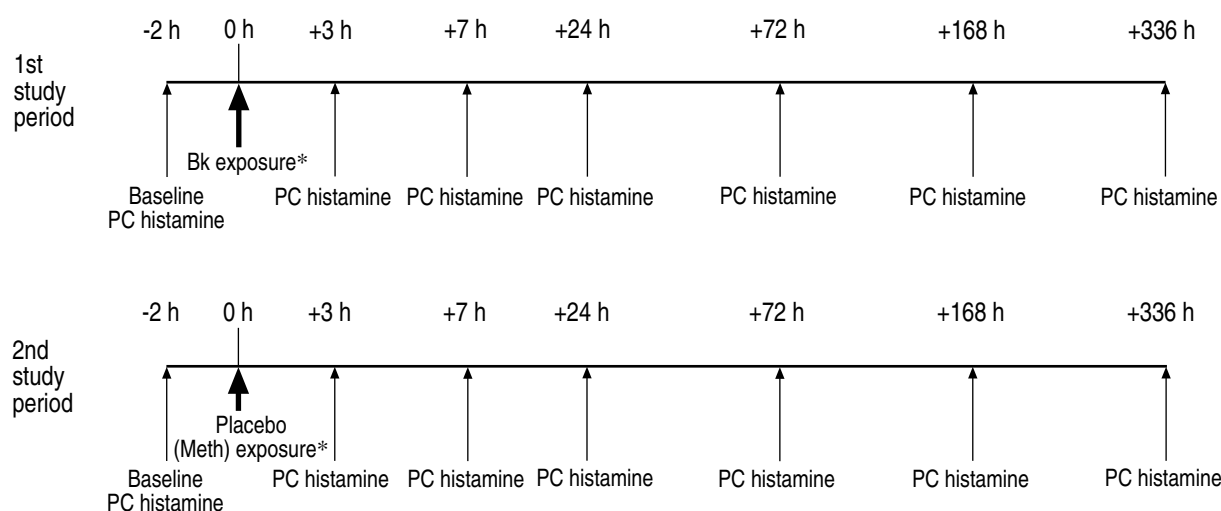 -2 h 0 h +3 h +7 h +24 h +72 h +168 h +336 h
1st
study
period
Bk exposure*
Baseline
PC histamine
PC histamine PC histamine PC histamine PC histamine PC histamine PC histamine
-2 h 0 h +3 h +7 h +24 h +72 h +168 h +336 h
2nd
study
period
Placebo
(Meth) exposure*
Baseline
PC histamine
PC histamine PC histamine PC histamine PC histamine PC histamine PC histamine